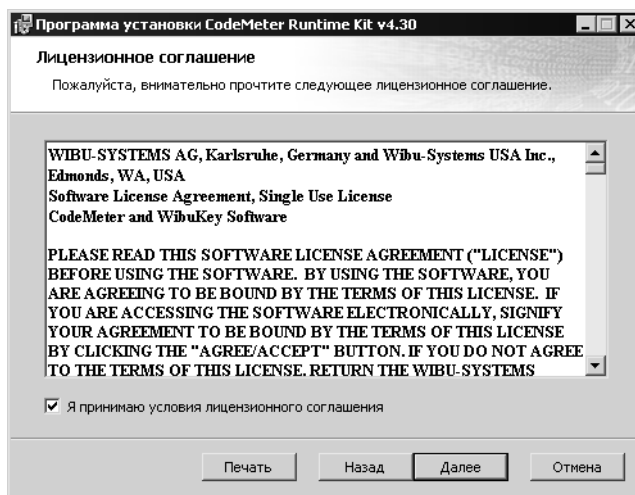 Программа установки CodeMeter Runtime Kit v4.30
Лицензионное соглашение
Пожалуйста, внимательно прочтите следующее лицензионное соглашение.
WIBU-SYSTEMS AG, Karlsruhe, Germany and Wibu-Systems USA Inc.,
Edmonds, WA, USA
Software License Agreement, Single Use License
CodeMeter and WibuKey Software
PLEASE READ THIS SOFTWARE LICENSE AGREEMENT ("LICENSE")
BEFORE USING THE SOFTWARE. BY USING THE SOFTWARE, YOU
ARE AGREEING TO BE BOUND BY THE TERMS OF THIS LICENSE. IF
YOU ARE ACCESSING THE SOFTWARE ELECTRONICALLY, SIGNIFY
YOUR AGREEMENT TO BE BOUND BY THE TERMS OF THIS LICENSE
BY CLICKING THE "AGREE/ACCEPT" BUTTON. IF YOU DO NOT AGREE
TO THE TERMS OF THIS LICENSE, RETURN THE WIBU-SYSTEMS
Я принимаю условия лицензионного соглашения
Печать Назад Далее Отмена